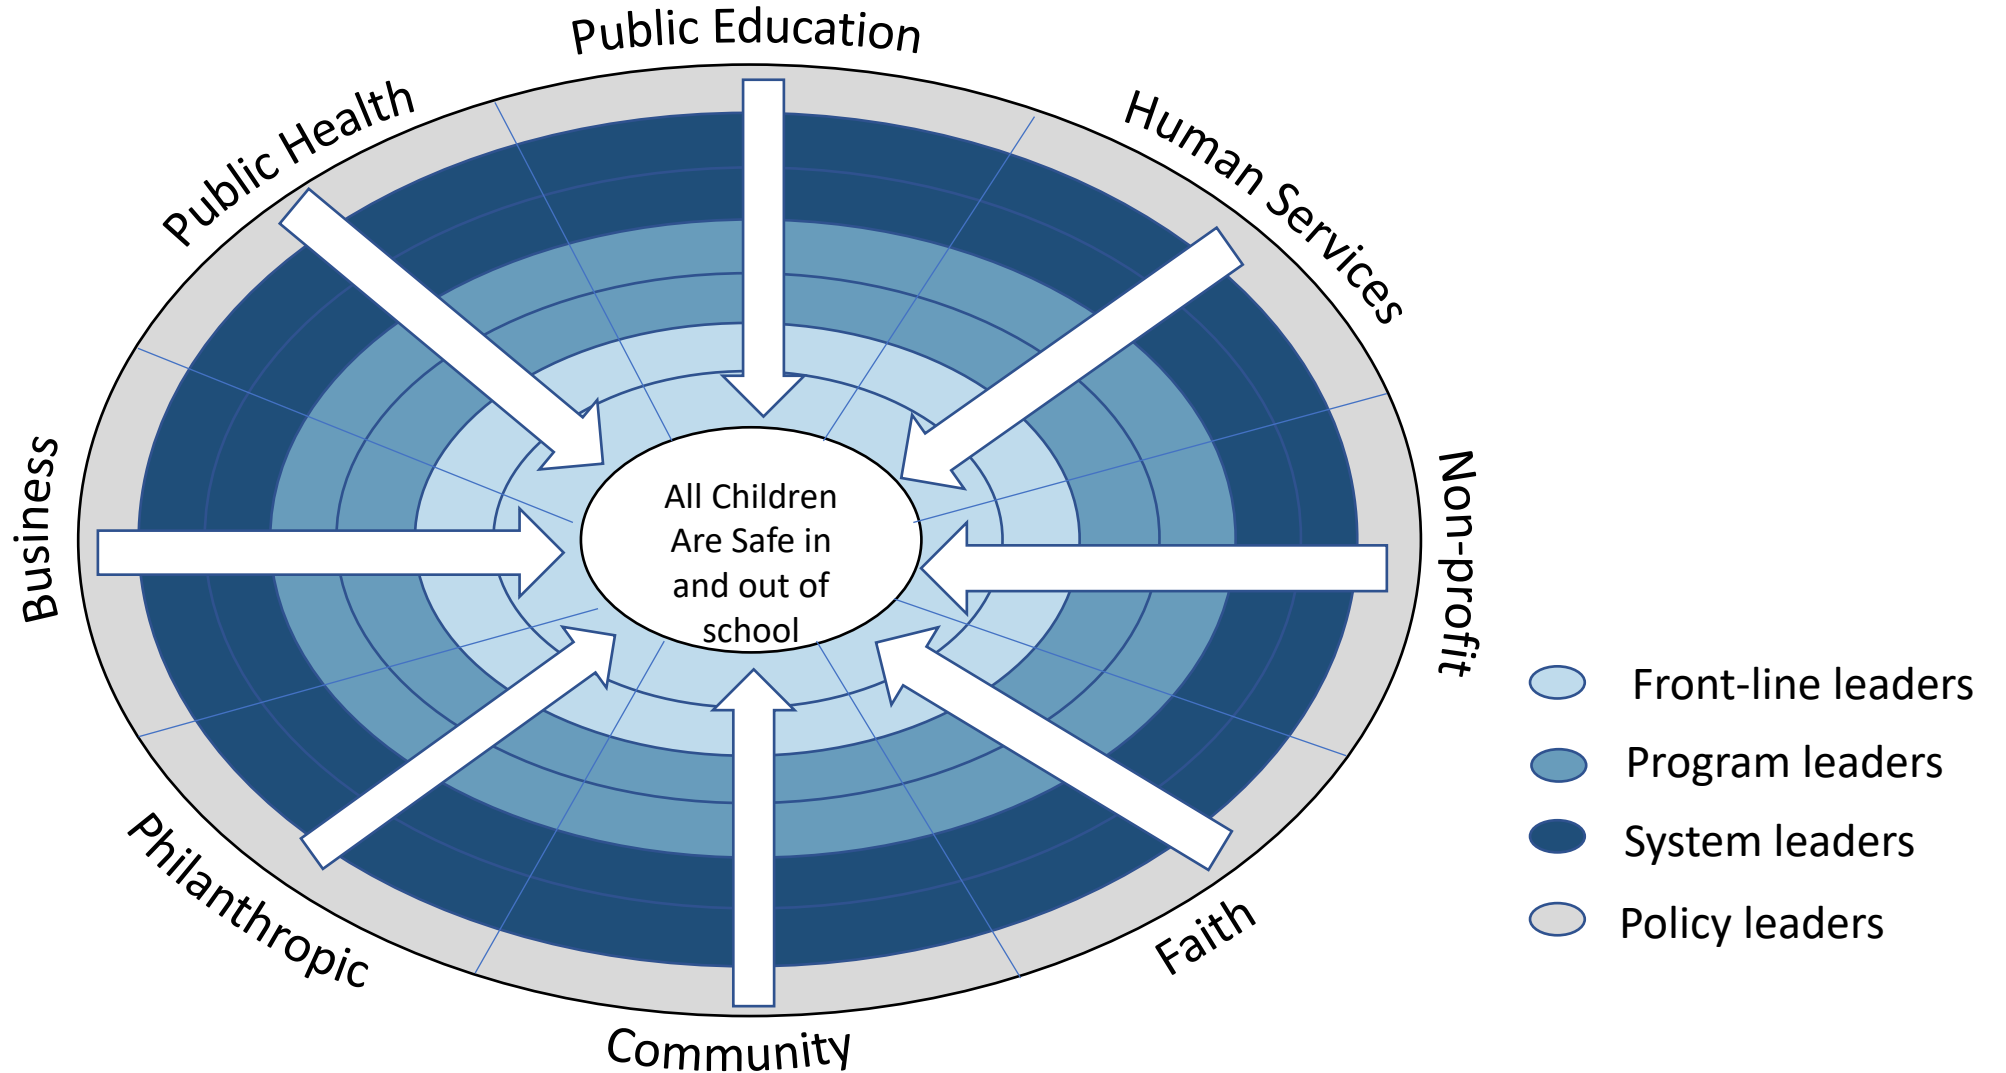 Public Education
Public Health
Human Services
Business
All Children
Are Safe in
and out of
school
Non-profit
Front-line leaders
Program leaders
System leaders
Policy leaders
Philanthropic
Faith
Community